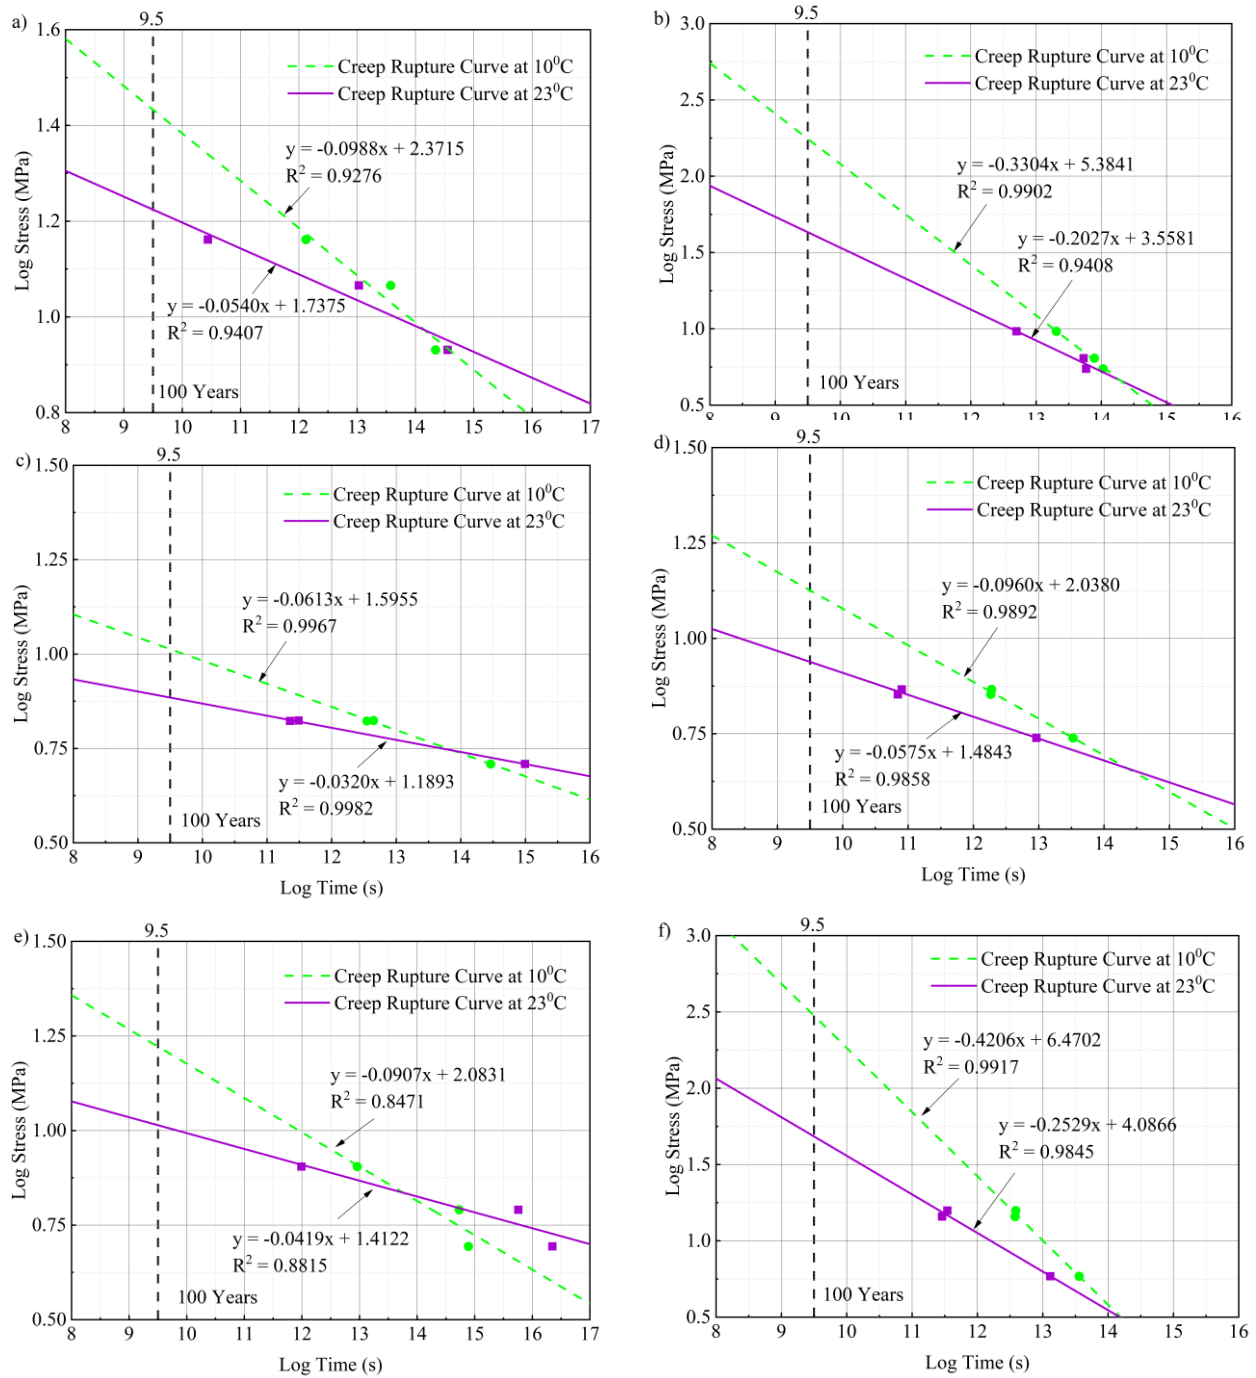 a)
9.5
1.6
Creep Rupture Curve at 10⁰C
Creep Rupture Curve at 23⁰C
1.4
y = -0.0988x + 2.3715
R² = 0.9276
1.2
Log Stress (MPa)
y = -0.0540x + 1.7375
R² = 0.9407
1.0
100 Years
0.8
8 9 10 11 12 13 14 15 16 17
b)
9.5
3.0
Creep Rupture Curve at 10⁰C
Creep Rupture Curve at 23⁰C
2.5
y = -0.3304x + 5.3841
R² = 0.9902
2.0
Log Stress (MPa)
y = -0.2027x + 3.5581
R² = 0.9408
1.5
1.0
100 Years
0.5
8 9 10 11 12 13 14 15 16
c)
9.5
1.50
Creep Rupture Curve at 10⁰C
Creep Rupture Curve at 23⁰C
1.25
y = -0.0613x + 1.5955
R² = 0.9967
1.00
Log Stress (MPa)
0.75
y = -0.0320x + 1.1893
R² = 0.9982
100 Years
0.50
8 9 10 11 12 13 14 15 16
Log Time (s)
d)
9.5
1.50
Creep Rupture Curve at 10⁰C
Creep Rupture Curve at 23⁰C
1.25
y = -0.0960x + 2.0380
R² = 0.9892
1.00
Log Stress (MPa)
0.75
y = -0.0575x + 1.4843
R² = 0.9858
100 Years
0.50
8 9 10 11 12 13 14 15 16
Log Time (s)
e)
9.5
1.50
Creep Rupture Curve at 10⁰C
Creep Rupture Curve at 23⁰C
1.25
y = -0.0907x + 2.0831
R² = 0.8471
1.00
Log Stress (MPa)
0.75
y = -0.0419x + 1.4122
R² = 0.8815
100 Years
0.50
8 9 10 11 12 13 14 15 16 17
Log Time (s)
f)
9.5
3.0
Creep Rupture Curve at 10⁰C
Creep Rupture Curve at 23⁰C
2.5
y = -0.4206x + 6.4702
R² = 0.9917
2.0
Log Stress (MPa)
y = -0.2529x + 4.0866
R² = 0.9845
1.5
1.0
100 Years
0.5
8 9 10 11 12 13 14 15 16
Log Time (s)